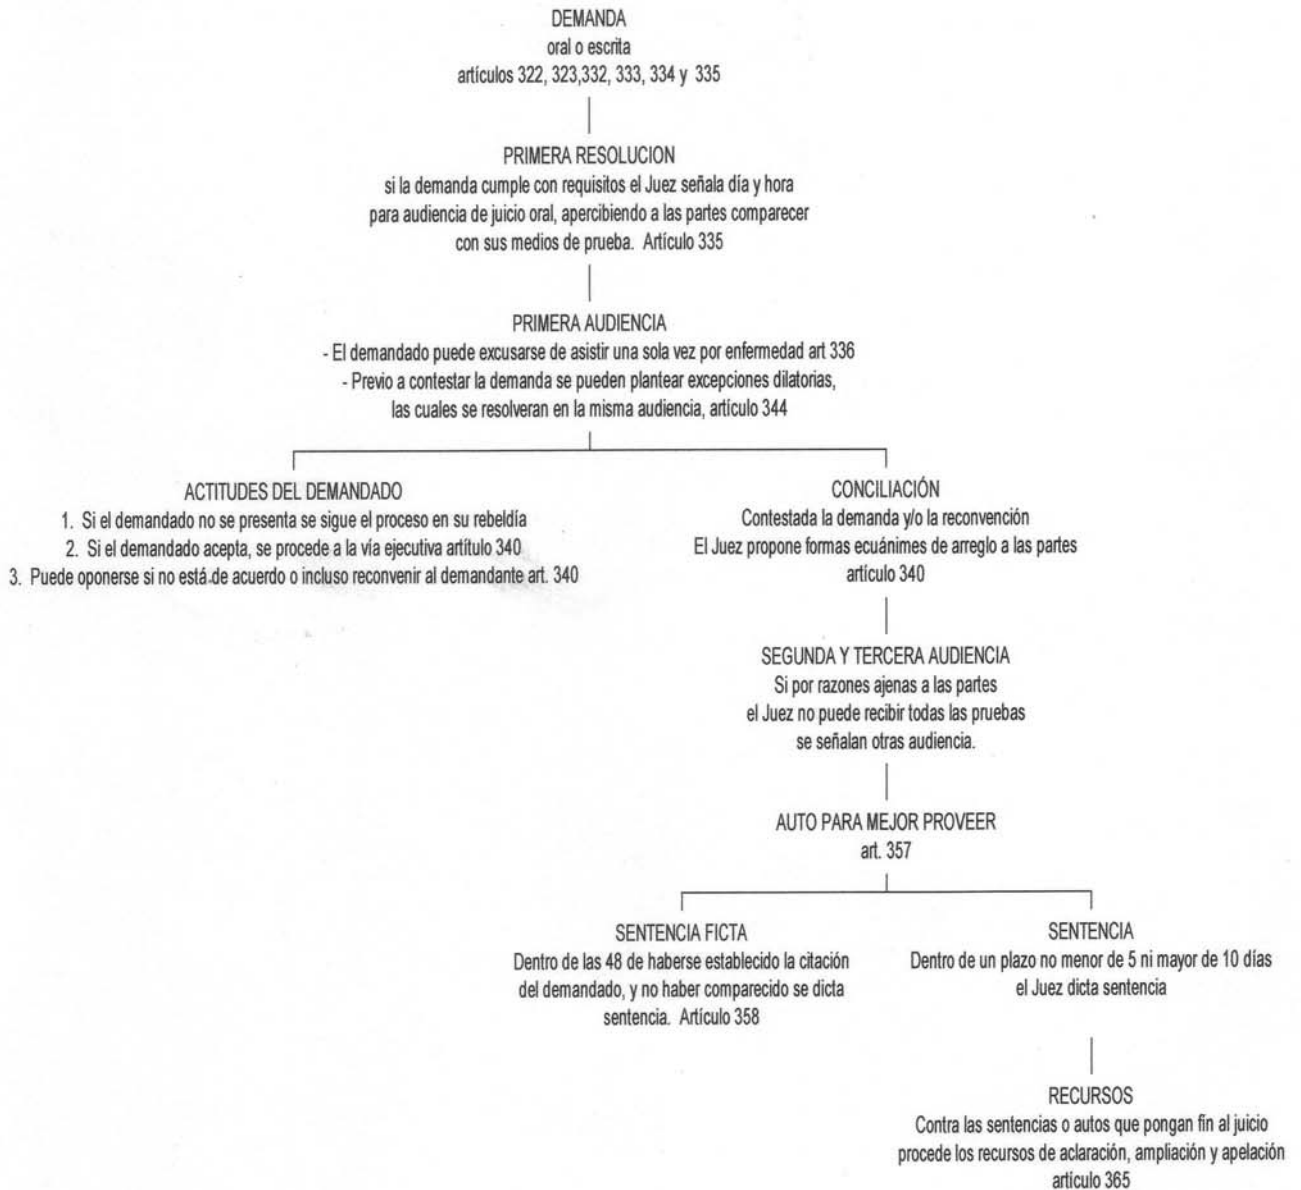 DEMANDA
oral o escrita
artículos 322, 323,332, 333, 334 y 335
PRIMERA RESOLUCION
si la demanda cumple con requisitos el Juez señala día y hora
para audiencia de juicio oral, apercibiendo a las partes comparecer
con sus medios de prueba. Artículo 335
PRIMERA AUDIENCIA
- El demandado puede excusarse de asistir una sola vez por enfermedad art 336
- Previo a contestar la demanda se pueden plantear excepciones dilatorias,
las cuales se resolveran en la misma audiencia, artículo 344
ACTITUDES DEL DEMANDADO
1. Si el demandado no se presenta se sigue el proceso en su rebeldía
2. Si el demandado acepta, se procede a la vía ejecutiva artítulo 340
3. Puede oponerse si no está de acuerdo o incluso reconvenir al demandante art. 340
CONCILIACIÓN
Contestada la demanda y/o la reconvención
El Juez propone formas ecuánimes de arreglo a las partes
artículo 340
SEGUNDA Y TERCERA AUDIENCIA
Si por razones ajenas a las partes
el Juez no puede recibir todas las pruebas
se señalan otras audiencia.
AUTO PARA MEJOR PROVEER
art. 357
SENTENCIA FICTA
Dentro de las 48 de haberse establecido la citación
del demandado, y no haber comparecido se dicta
sentencia. Artículo 358
SENTENCIA
Dentro de un plazo no menor de 5 ni mayor de 10 días
el Juez dicta sentencia
RECURSOS
Contra las sentencias o autos que pongan fín al juicio
procede los recursos de aclaración, ampliación y apelación
artículo 365